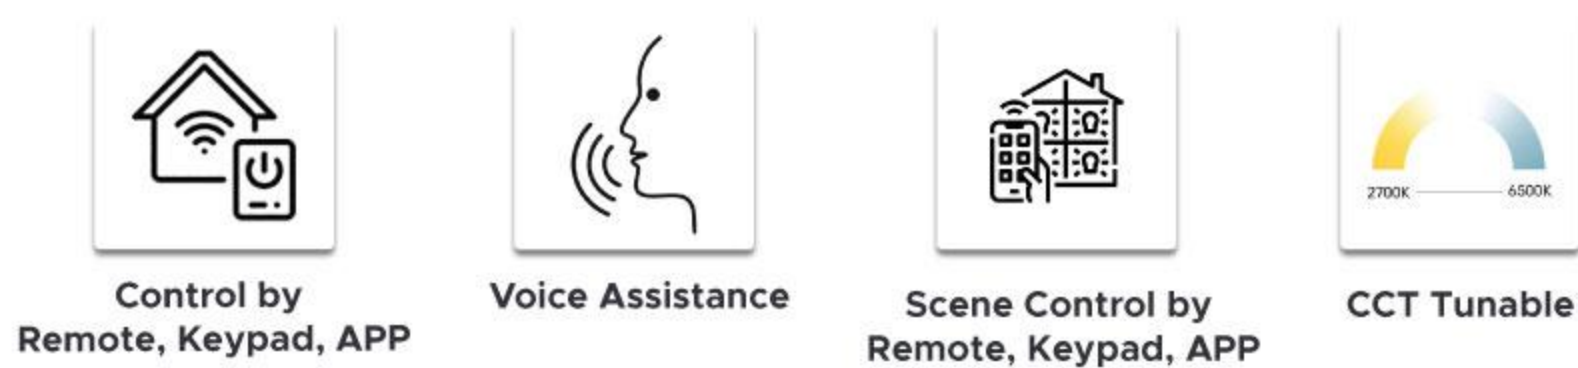 Control by
Remote, Keypad, APP
Voice Assistance
Scene Control by
Remote, Keypad, APP
2700K
6500K
CCT Tunable